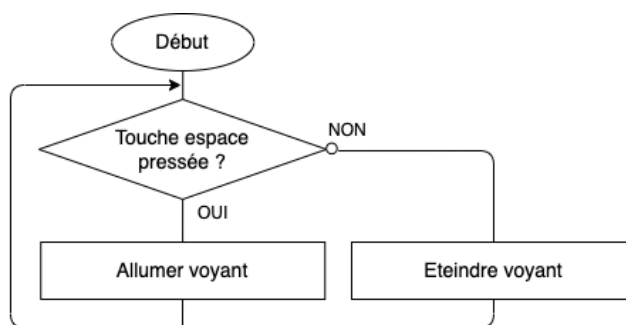 Début
Touche espace
pressée ?
NON
OUI
Allumer voyant
Eteindre voyant